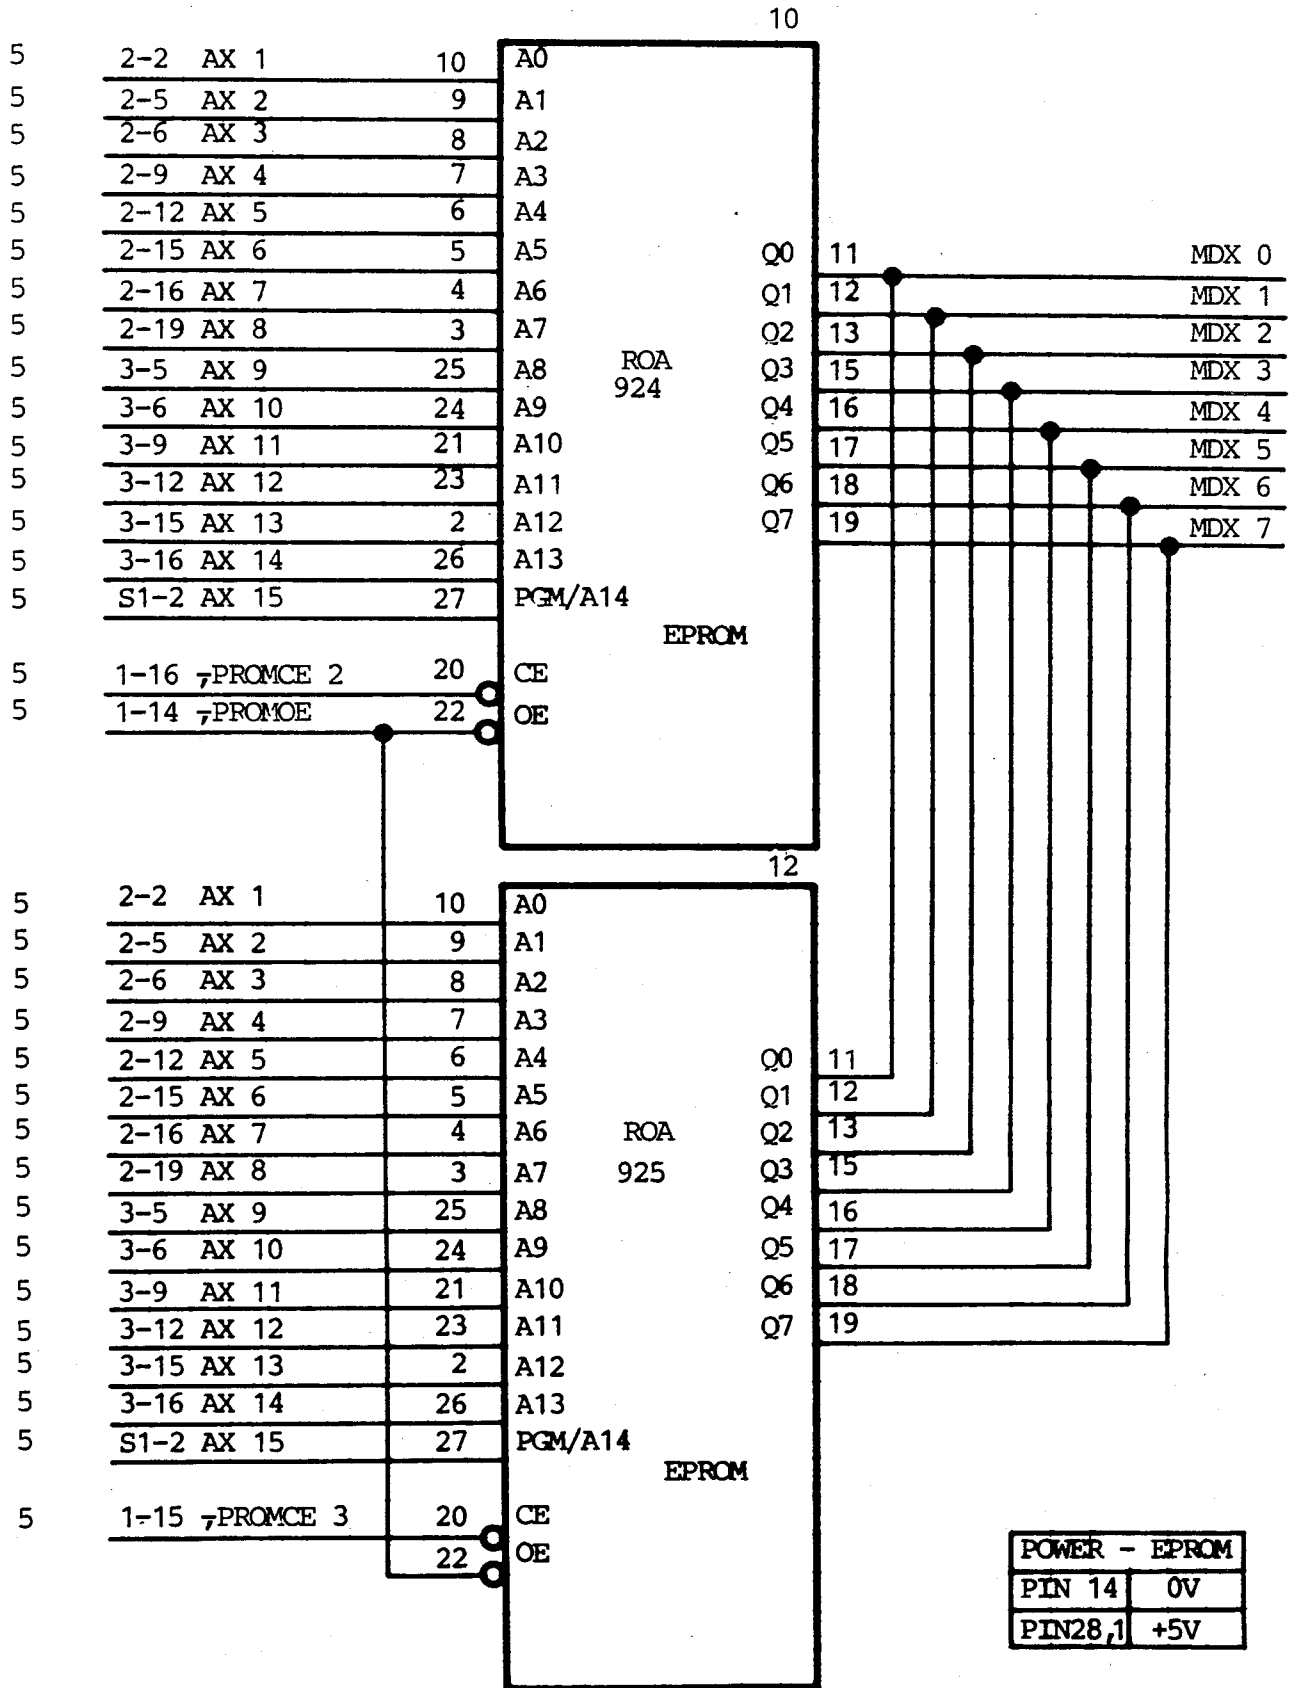 10
5 2-2 AX 1 10 A0
5 2-5 AX 2 9 A1
5 2-6 AX 3 8 A2
5 2-9 AX 4 7 A3
5 2-12 AX 5 6 A4
5 2-15 AX 6 5 A5 Q0 11 MDX 0
5 2-16 AX 7 4 A6 Q1 12 MDX 1
5 2-19 AX 8 3 A7 Q2 13 MDX 2
5 3-5 AX 9 25 A8 ROA Q3 15 MDX 3
924
5 3-6 AX 10 24 A9 Q4 16 MDX 4
5 3-9 AX 11 21 A10 Q5 17 MDX 5
5 3-12 AX 12 23 A11 Q6 18 MDX 6
5 3-15 AX 13 2 A12 Q7 19 MDX 7
5 3-16 AX 14 26 A13
5 S1-2 AX 15 27 PGM/A14
EPROM
5 1-16 ,-PROMCE 2 20 CE
5 1-14 ,-PROMOE 22 OE
12
5 2-2 AX 1 10 A0
5 2-5 AX 2 9 A1
5 2-6 AX 3 8 A2
5 2-9 AX 4 7 A3
5 2-12 AX 5 6 A4 Q0 11
5 2-15 AX 6 5 A5 Q1 12
5 2-16 AX 7 4 A6 ROA Q2 13
5 2-19 AX 8 3 A7 925 Q3 15
5 3-5 AX 9 25 A8 Q4 16
5 3-6 AX 10 24 A9 Q5 17
5 3-9 AX 11 21 A10 Q6 18
5 3-12 AX 12 23 A11 Q7 19
5 3-15 AX 13 2 A12
5 3-16 AX 14 26 A13
5 S1-2 AX 15 27 PGM/A14
EPROM
5 1-15 ,-PROMCE 3 20 CE
22 OE
POWER - EPROM
PIN 14 0V
PIN28,1 +5V